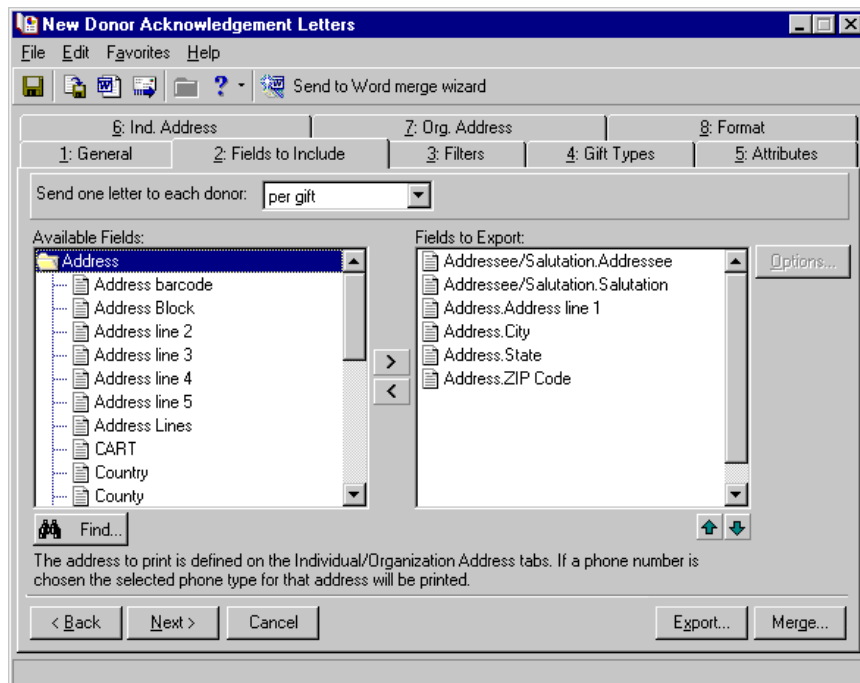 New Donor Acknowledgement Letters
File Edit Favorites Help
Send to Word merge wizard
6: Ind. Address 7: Org. Address 8: Format
1: General 2: Fields to Include 3: Filters 4: Gift Types 5: Attributes
Send one letter to each donor: per gift
Available Fields:
Address
Address barcode
Address Block
Address line 2
Address line 3
Address line 4
Address line 5
Address Lines
CART
Country
County
Find...
Fields to Export:
Addressee/Salutation.Addressee
Addressee/Salutation.Salutation
Address.Address line 1
Address.City
Address.State
Address.ZIP Code
Options...
The address to print is defined on the Individual/Organization Address tabs. If a phone number is
chosen the selected phone type for that address will be printed.
< Back Next > Cancel Export... Merge...